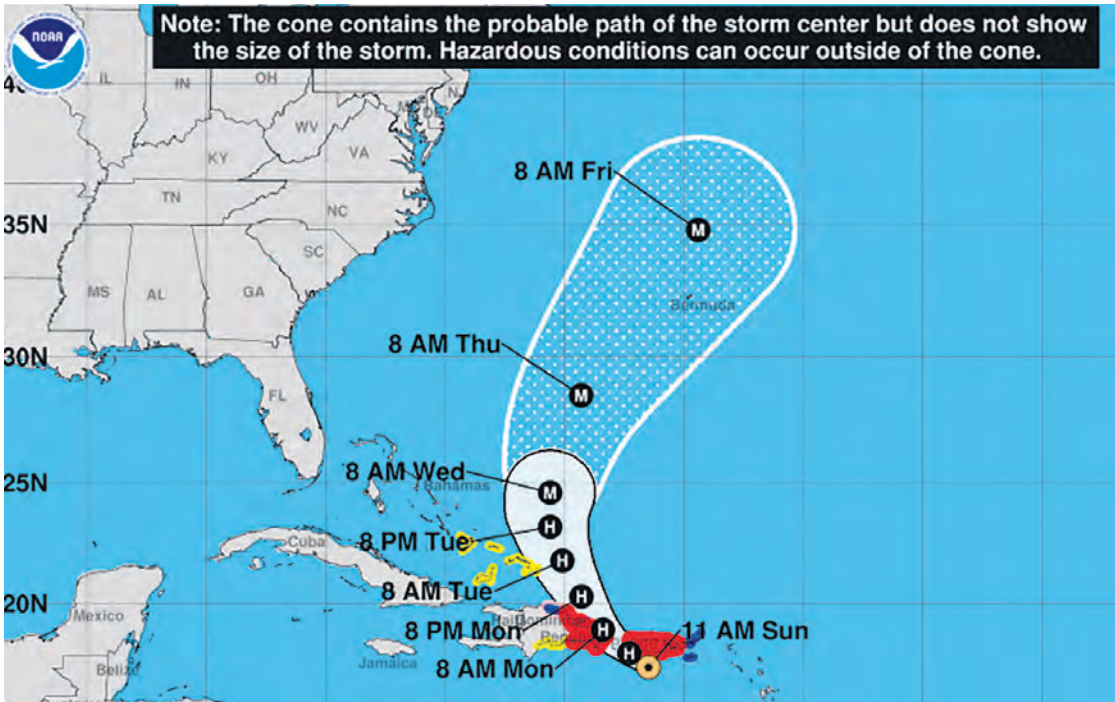 Note: The cone contains the probable path of the storm center but does not show
the size of the storm. Hazardous conditions can occur outside of the cone.
NOAA
IL
IN
OH
N.
WV
KY
VA
TN
NC
SC
MS
AL
GA
FL
35N
30N
25N
20N
8 AM Fri
M
Bermuda
8 AM Thu
M
8 AM Wed
M
Bahamas
8 PM Tue
H
Cuba
8 AM Tue
H
8 PM Mon
H
8 AM Mon
H
11 AM Sun
H
Mexico
Jamaica